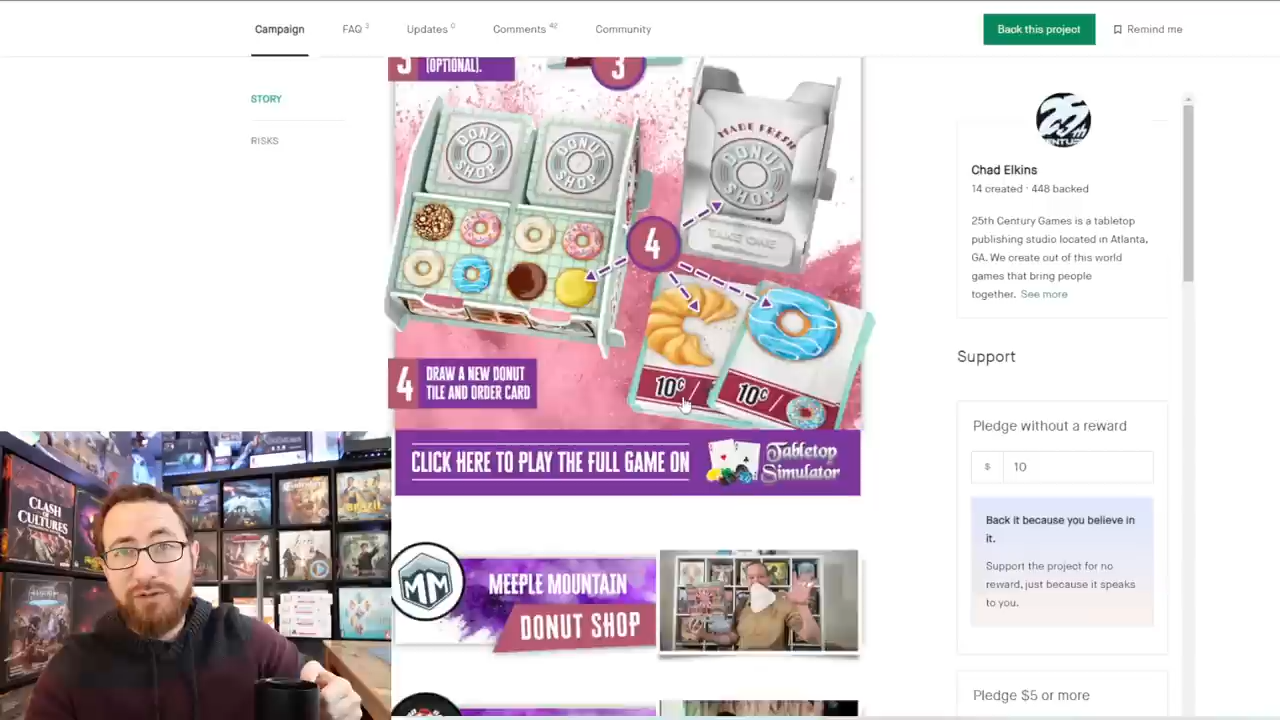 Campaign
FAQ 3
Updates 0
Comments 42
Community
Back this project
Remind me
STORY
RISKS
3
(OPTIONAL).
3
DONUT SHOP
DONUT SHOP
MADE FRESH
DONUT SHOP
TAKE ONE
4
10¢ /
10¢ /
4
DRAW A NEW DONUT
TILE AND ORDER CARD
CLICK HERE TO PLAY THE FULL GAME ON
Tabletop
Simulator
MM
MEEPLE MOUNTAIN
DONUT SHOP
25th
CENTURY
Chad Elkins
14 created · 448 backed
25th Century Games is a tabletop
publishing studio located in Atlanta,
GA. We create out of this world
games that bring people
together. See more
Support
Pledge without a reward
$ 10
Back it because you believe in
it.
Support the project for no
reward, just because it speaks
to you.
Pledge $5 or more
CLASH
OF
CULTURES
BRAZIL